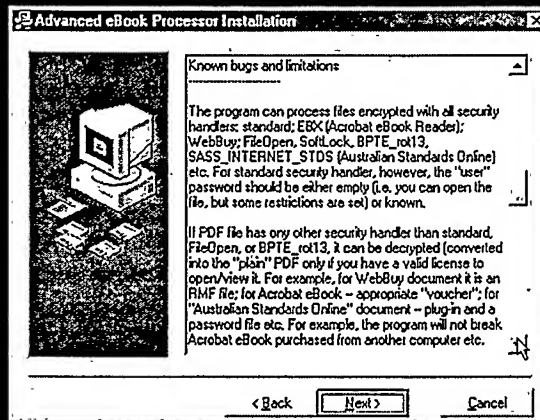 Advanced eBook Processor Installation
Known bugs and limitations
--------------------
The program can process files encrypted with all security
handlers: standard; EBX (Acrobat eBook Reader);
WebBuy; FileOpen, SoftLock, BPTE_rot13,
SASS_INTERNET_STDS (Australian Standards Online)
etc. For standard security handler, however, the "user"
password should be either empty (i.e. you can open the
file, but some restrictions are set) or known.
If PDF file has any other security handler than standard,
FileOpen, or BPTE_rot13, it can be decrypted (converted
into the "plain" PDF only if you have a valid license to
open/view it. For example, for WebBuy document it is an
RMF file; for Acrobat eBook – appropriate "voucher"; for
"Australian Standards Online" document – plug-in and a
password file etc. For example, the program will not break
Acrobat eBook purchased from another computer etc.
< Back
Next >
Cancel